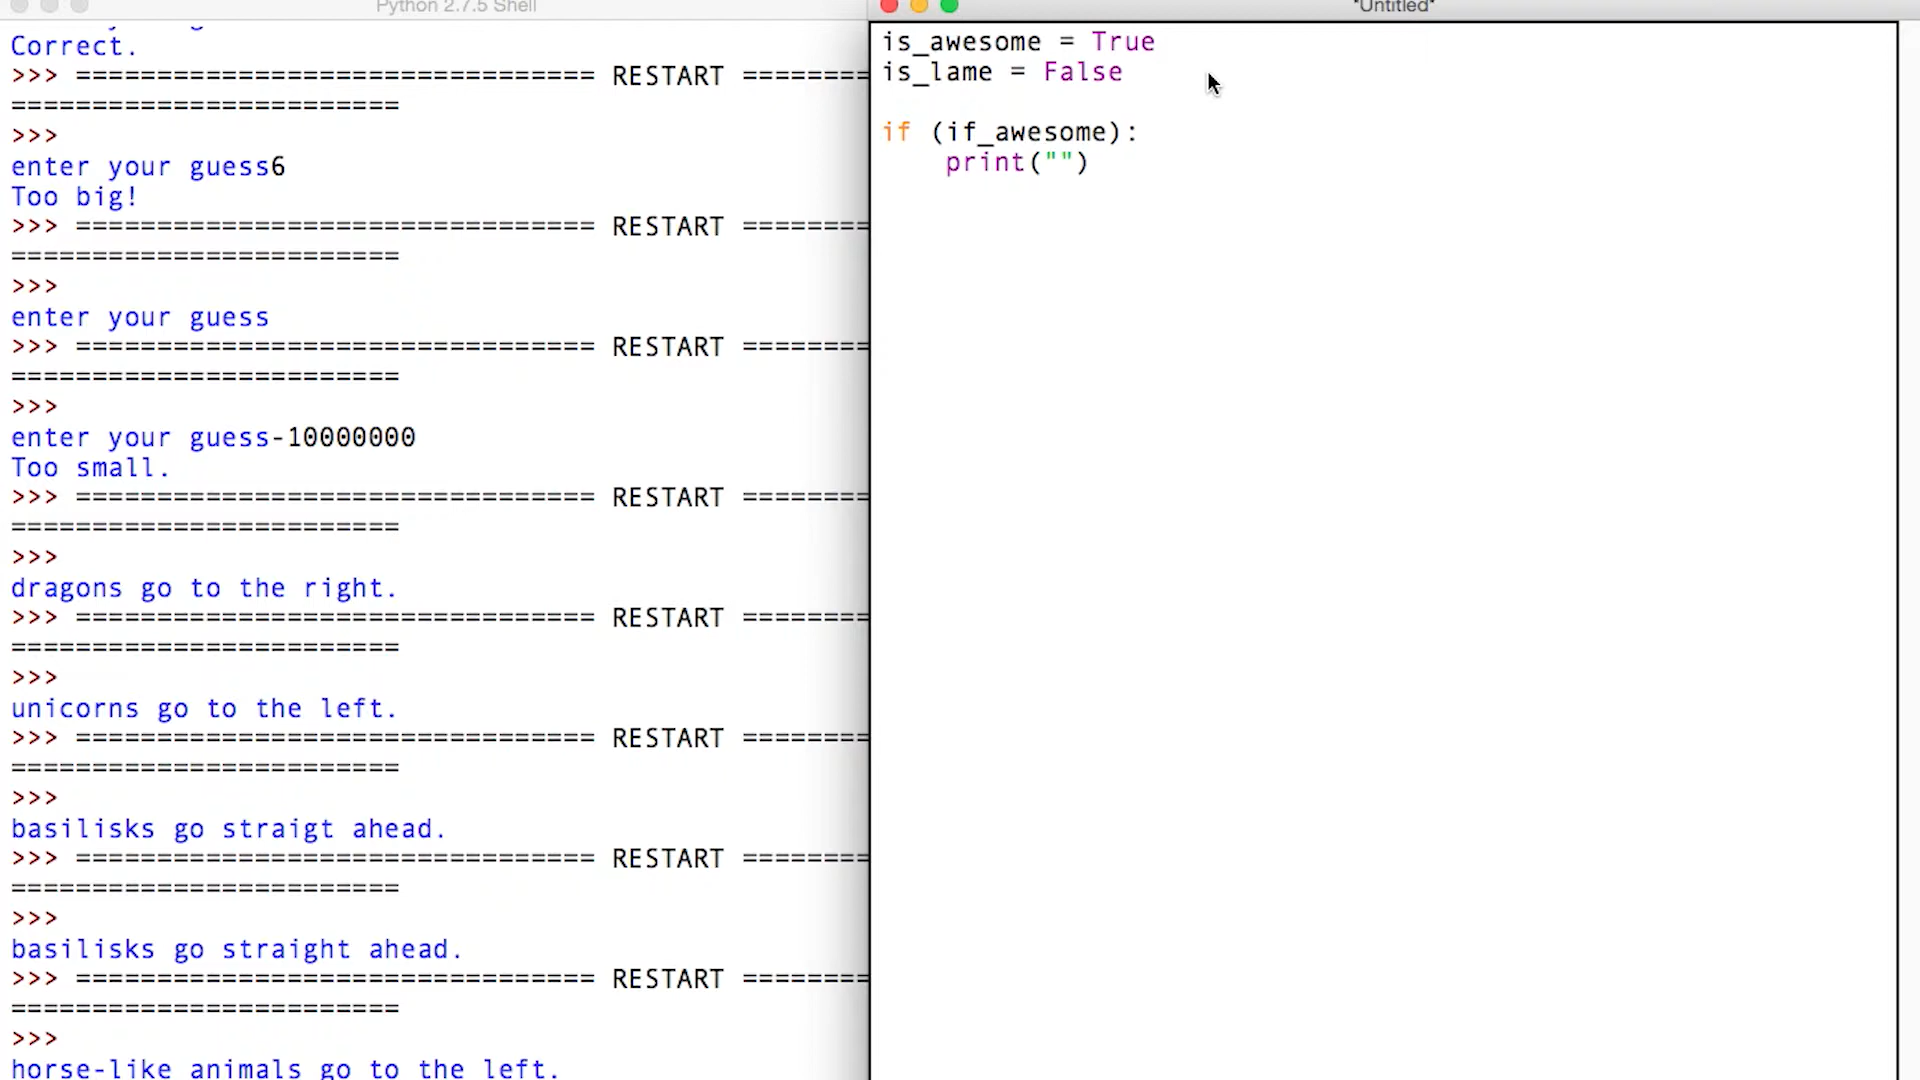 Python 2.7.5 Shell
Correct.
>>> ================================ RESTART ========
========================
>>>
enter your guess6
Too big!
>>> ================================ RESTART ========
========================
>>>
enter your guess
>>> ================================ RESTART ========
========================
>>>
enter your guess-10000000
Too small.
>>> ================================ RESTART ========
========================
>>>
dragons go to the right.
>>> ================================ RESTART ========
========================
>>>
unicorns go to the left.
>>> ================================ RESTART ========
========================
>>>
basilisks go straigt ahead.
>>> ================================ RESTART ========
========================
>>>
basilisks go straight ahead.
>>> ================================ RESTART ========
========================
>>>
horse-like animals go to the left.
*Untitled*
is_awesome = True
is_lame = False
if (if_awesome):
    print("")